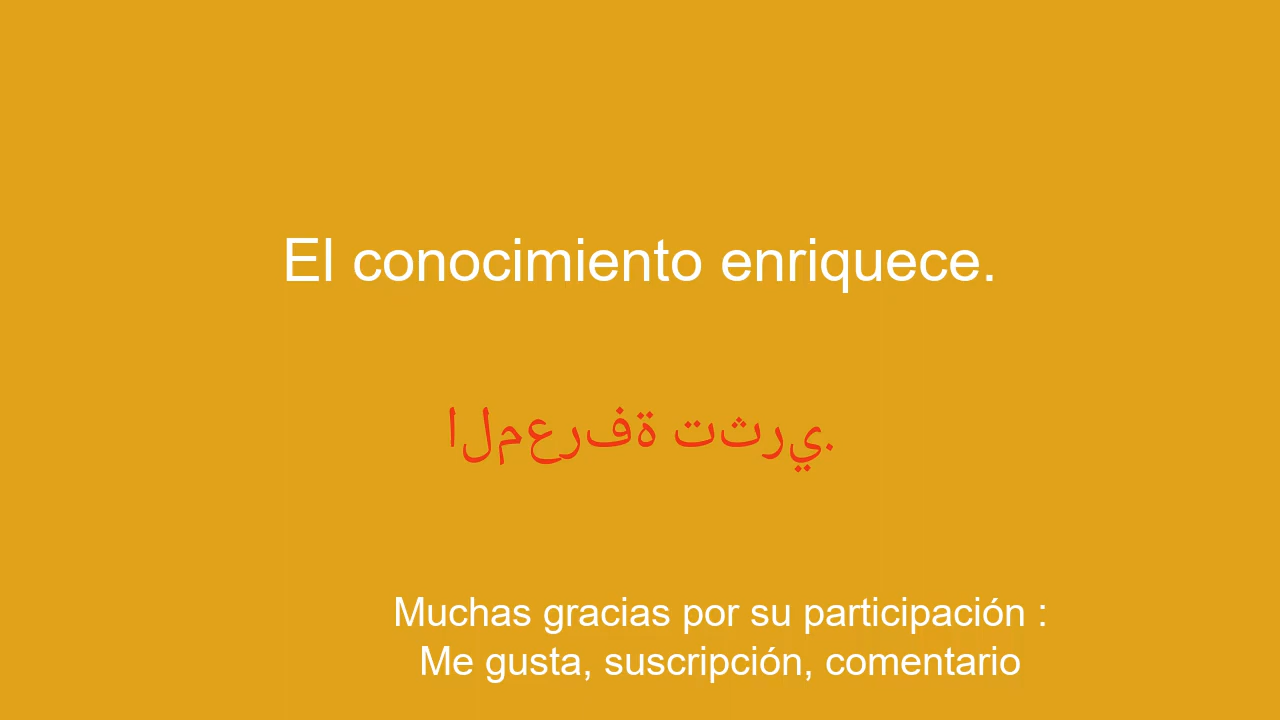 El conocimiento enriquece.
المعرفة تثري.
Muchas gracias por su participación :
Me gusta, suscripción, comentario